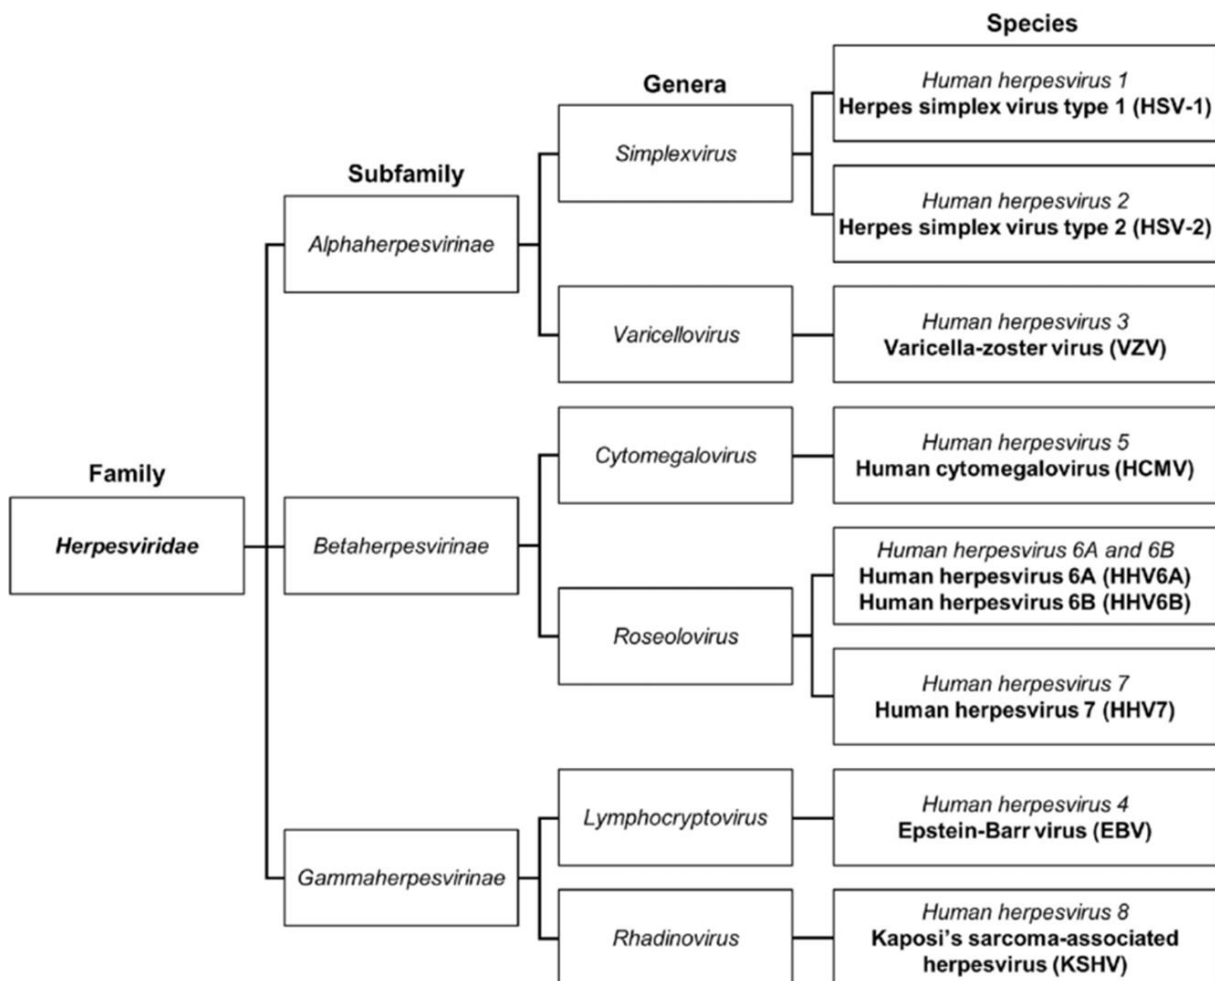 Species
Human herpesvirus 1
Herpes simplex virus type 1 (HSV-1)
Genera
Simplexvirus
Subfamily
Human herpesvirus 2
Herpes simplex virus type 2 (HSV-2)
Alphaherpesvirinae
Human herpesvirus 3
Varicella-zoster virus (VZV)
Varicellovirus
Human herpesvirus 5
Human cytomegalovirus (HCMV)
Cytomegalovirus
Family
Herpesviridae
Betaherpesvirinae
Human herpesvirus 6A and 6B
Human herpesvirus 6A (HHV6A)
Human herpesvirus 6B (HHV6B)
Roseolovirus
Human herpesvirus 7
Human herpesvirus 7 (HHV7)
Lymphocryptovirus
Human herpesvirus 4
Epstein-Barr virus (EBV)
Gammaherpesvirinae
Rhadinovirus
Human herpesvirus 8
Kaposi's sarcoma-associated
herpesvirus (KSHV)